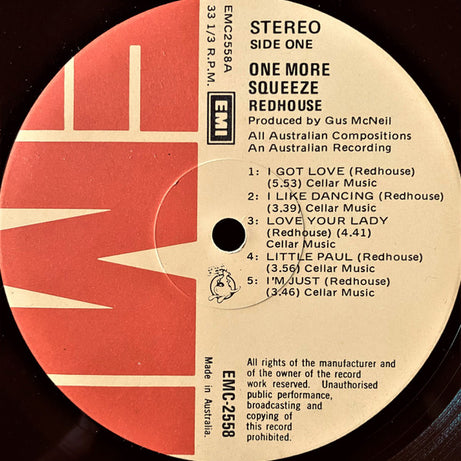 STEREO
SIDE ONE
ONE MORE
SQUEEZE
REDHOUSE
Produced by Gus McNeil
All Australian Compositions
An Australian Recording
1: I GOT LOVE (Redhouse)
(5.53) Cellar Music
2: I LIKE DANCING (Redhouse)
(3.39) Cellar Music
3: LOVE YOUR LADY
(Redhouse) (4.41)
Cellar Music
4: LITTLE PAUL (Redhouse)
(3.56) Cellar Music
5: I'M JUST (Redhouse)
(3.46) Cellar Music
All rights of the manufacturer and
of the owner of the record
work reserved. Unauthorised
public performance,
broadcasting and
copying of
this record
prohibited.
EMC2558A
33 1/3 R.P.M.
EMI
EMC-2558
Made in Australia.
EMI